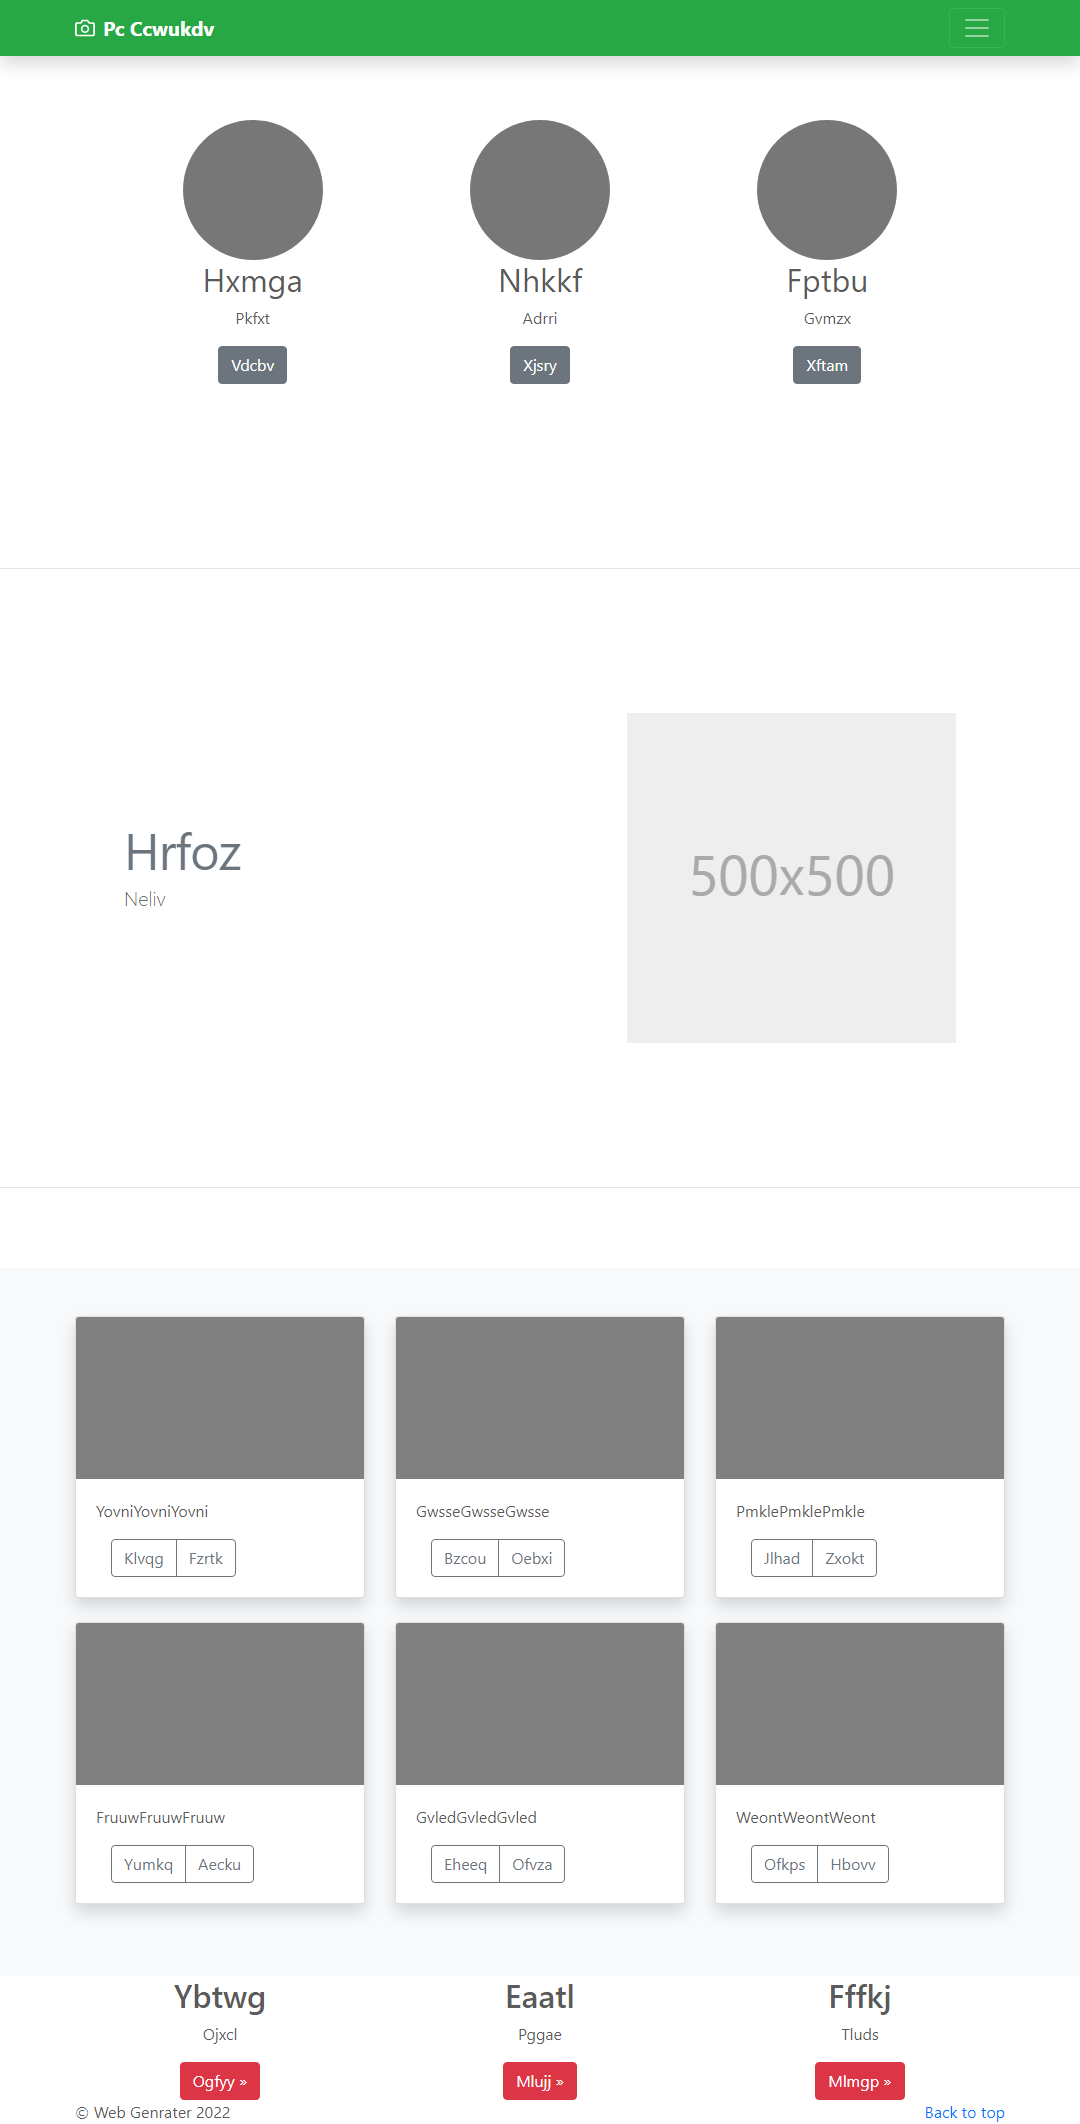 Pc Ccwukdv
Hxmga
Nhkkf
Fptbu
Pkfxt
Adrri
Gvmzx
Vdcbv
Xjsry
Xftam
Hrfoz
Neliv
500x500
YovniYovniYovni
GwsseGwsseGwsse
PmklePmklePmkle
Klvqg Fzrtk
Bzcou Oebxi
Jlhad Zxokt
FruuwFruuwFruuw
GvledGvledGvled
WeontWeontWeont
Yumkq Aecku
Eheeq Ofvza
Ofkps Hbovv
Ybtwg
Eaatl
Fffkj
Ojxcl
Pggae
Tluds
Ogfyy »
Mlujj »
Mlmgp »
© Web Genrater 2022
Back to top